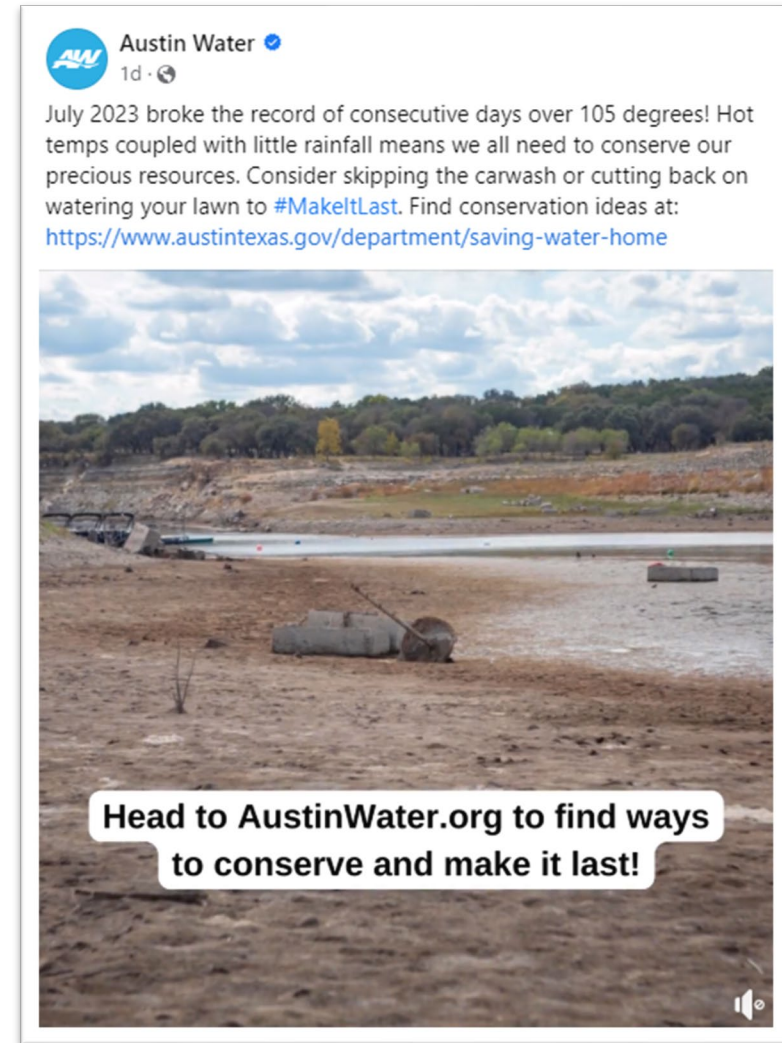 AW
Austin Water
1d ·
July 2023 broke the record of consecutive days over 105 degrees! Hot
temps coupled with little rainfall means we all need to conserve our
precious resources. Consider skipping the carwash or cutting back on
watering your lawn to #MakeItLast. Find conservation ideas at:
https://www.austintexas.gov/department/saving-water-home
Head to AustinWater.org to find ways
to conserve and make it last!